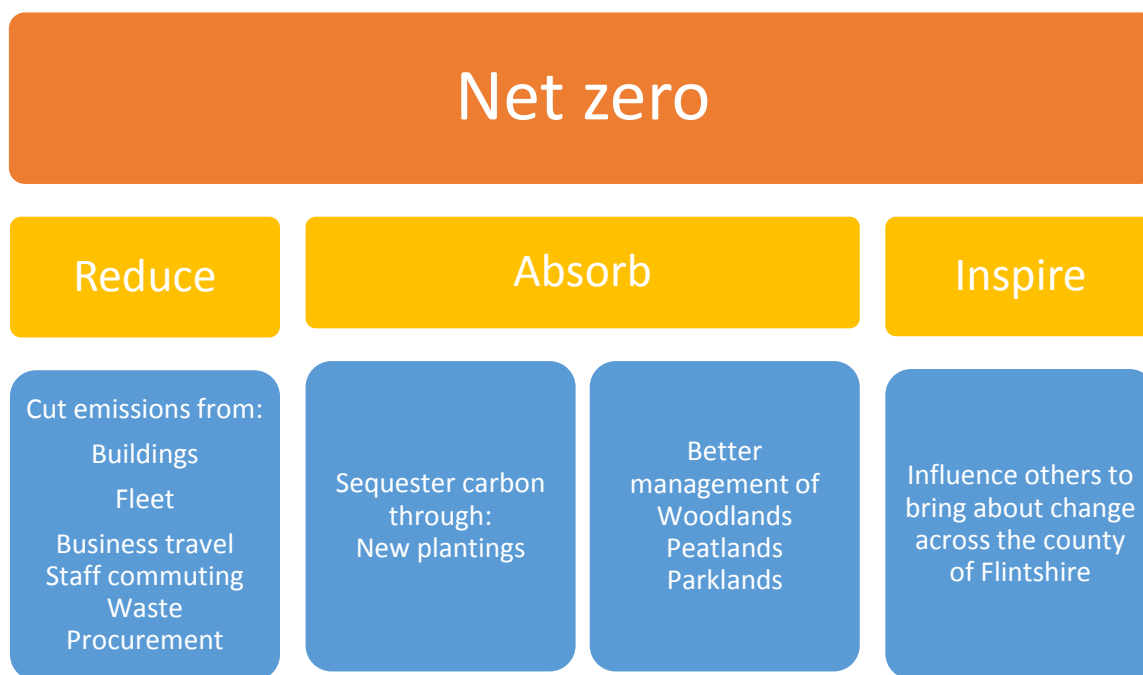 Net zero
Reduce
Absorb
Inspire
Cut emissions from:
Buildings
Fleet
Business travel
Staff commuting
Waste
Procurement
Sequester carbon
through:
New plantings
Better
management of
Woodlands
Peatlands
Parklands
Influence others to
bring about change
across the county
of Flintshire